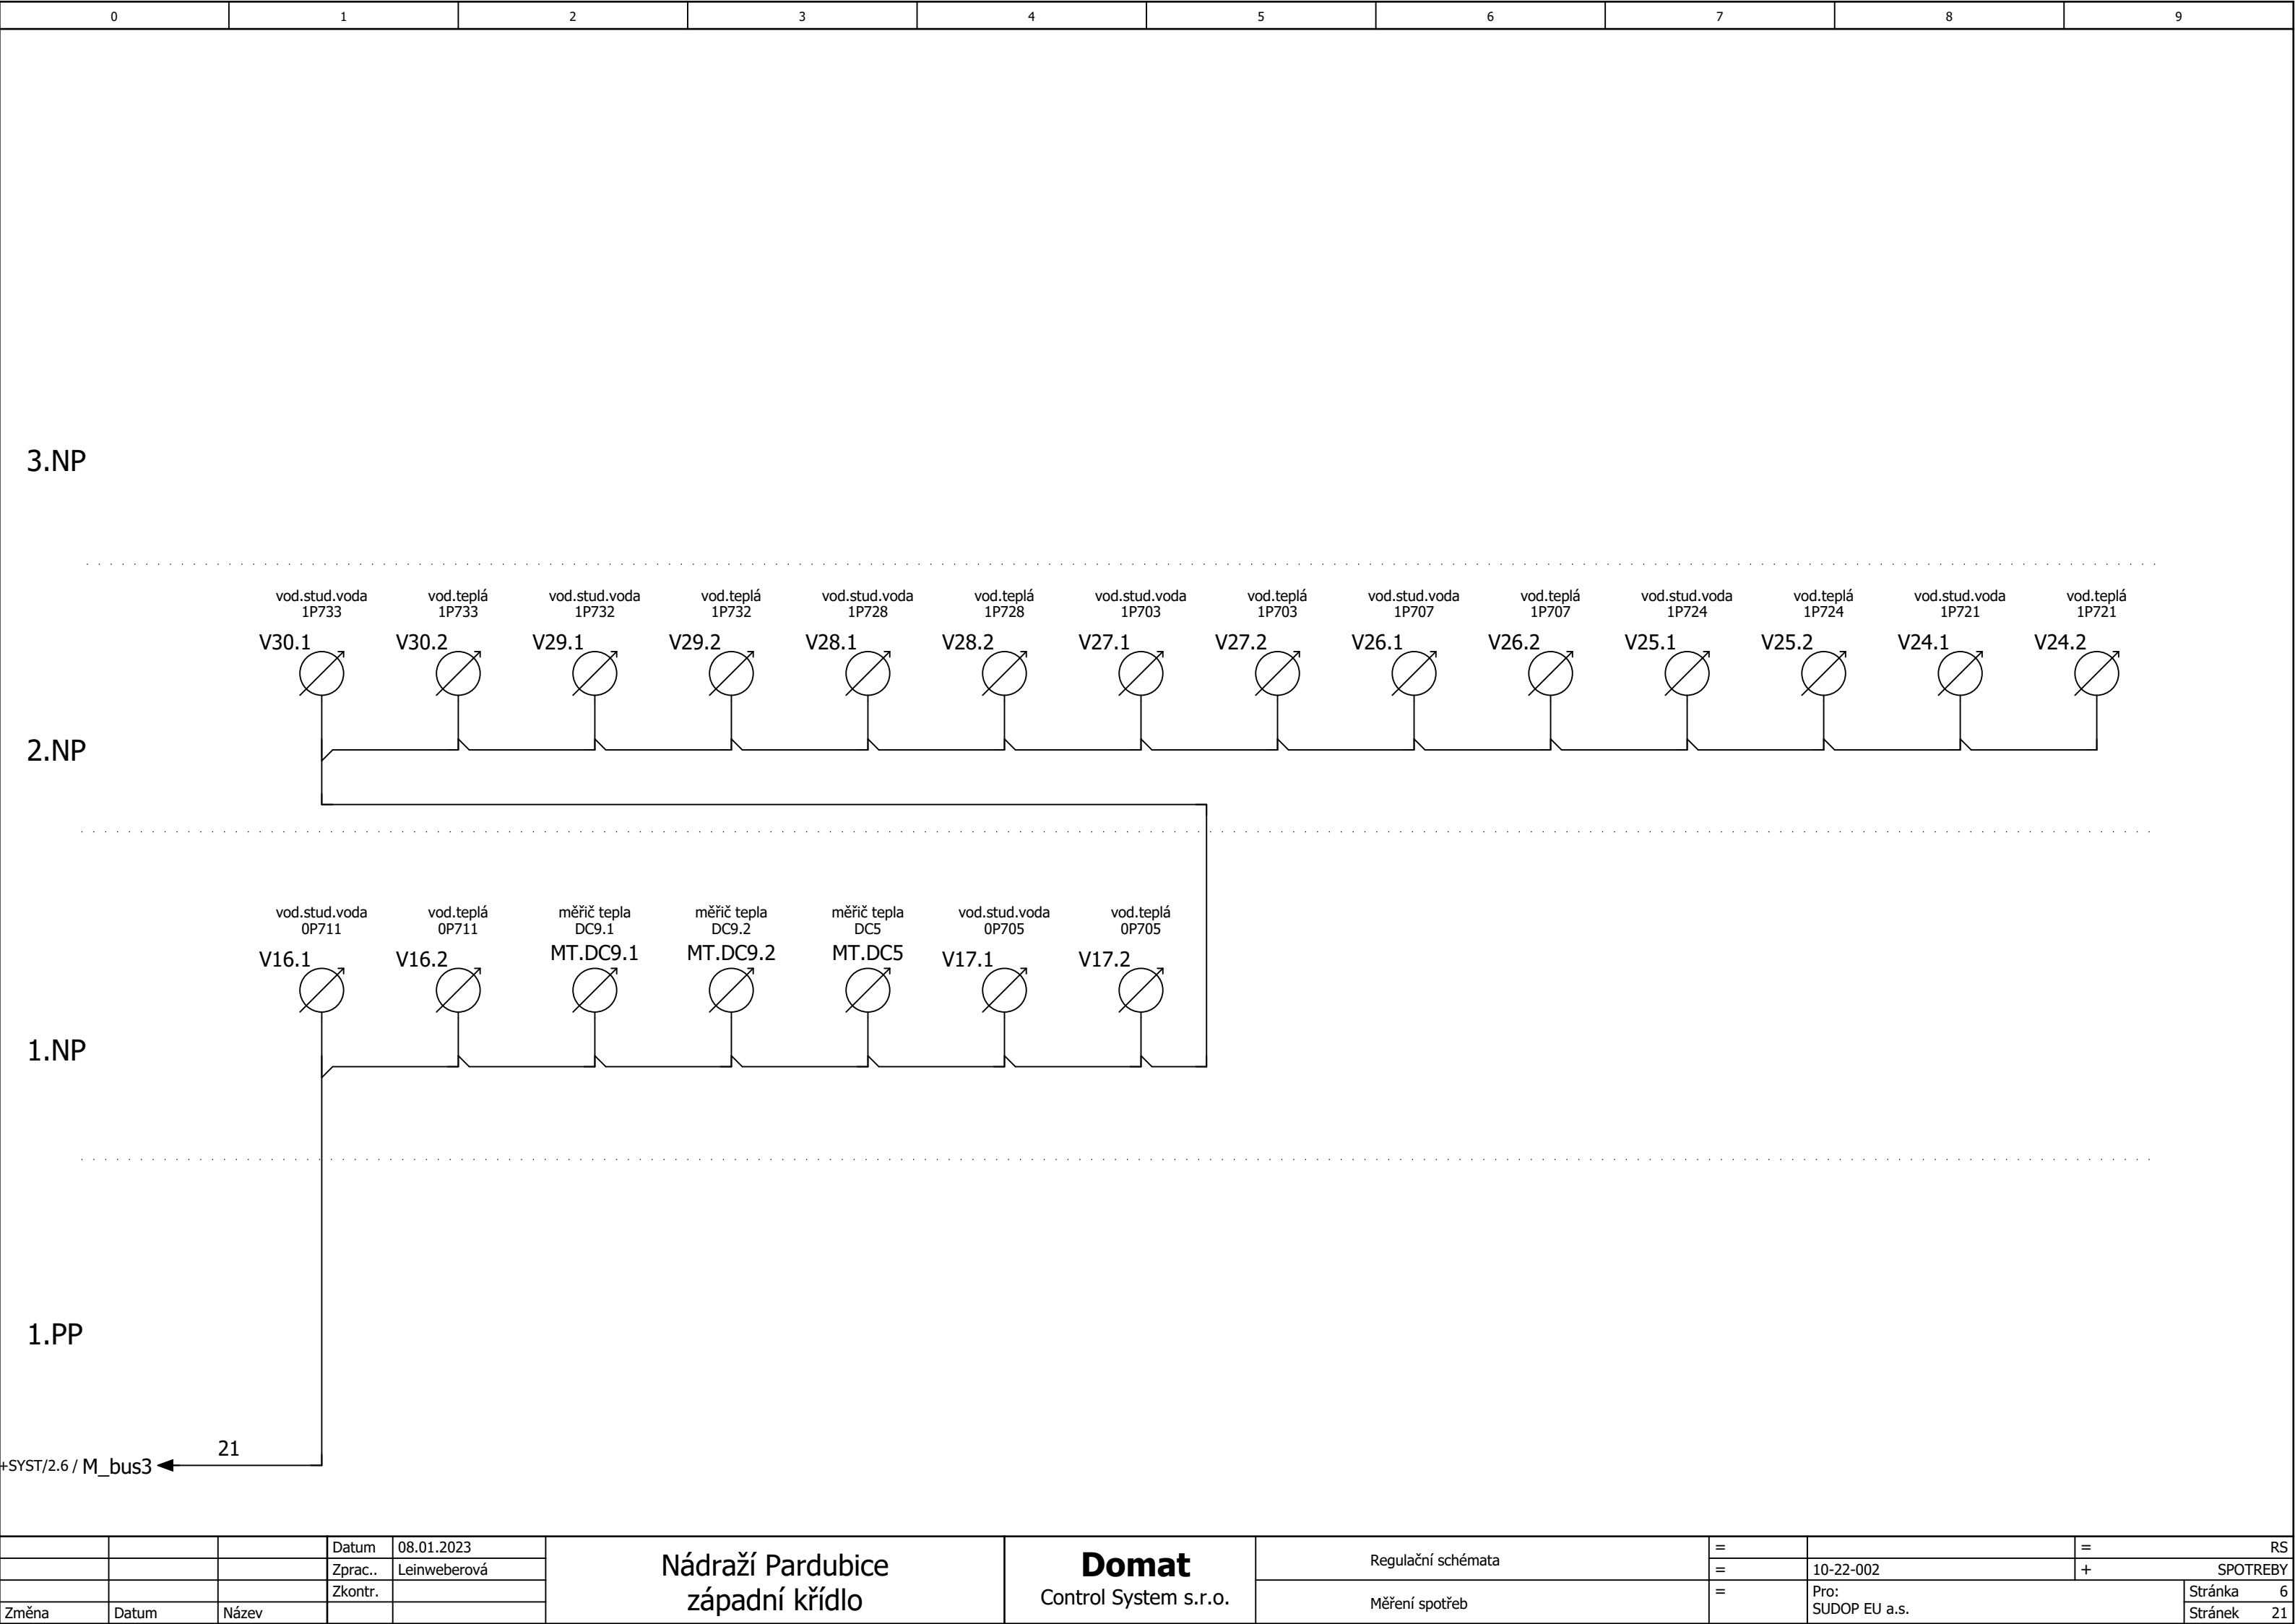 0 1 2 3 4 5 6 7 8 9
3.NP
vod.stud.voda vod.teplá vod.stud.voda vod.teplá vod.stud.voda vod.teplá vod.stud.voda vod.teplá vod.stud.voda vod.teplá vod.stud.voda vod.teplá vod.stud.voda vod.teplá
1P733 1P733 1P732 1P732 1P728 1P728 1P703 1P703 1P707 1P707 1P724 1P724 1P721 1P721
V30.1 V30.2 V29.1 V29.2 V28.1 V28.2 V27.1 V27.2 V26.1 V26.2 V25.1 V25.2 V24.1 V24.2
2.NP
vod.stud.voda vod.teplá měřič tepla měřič tepla měřič tepla vod.stud.voda vod.teplá
0P711 0P711 DC9.1 DC9.2 DC5 0P705 0P705
V16.1 V16.2 MT.DC9.1 MT.DC9.2 MT.DC5 V17.1 V17.2
1.NP
1.PP
21
+SYST/2.6 / M_bus3
Datum 08.01.2023
Zprac.. Leinweberová
Zkontr.
Změna Datum Název
Nádraží Pardubice
západní křídlo
Domat
Control System s.r.o.
Regulační schémata
Měření spotřeb
= = RS
= 10-22-002 + SPOTREBY
= Pro:
SUDOP EU a.s.
Stránka 6
Stránek 21